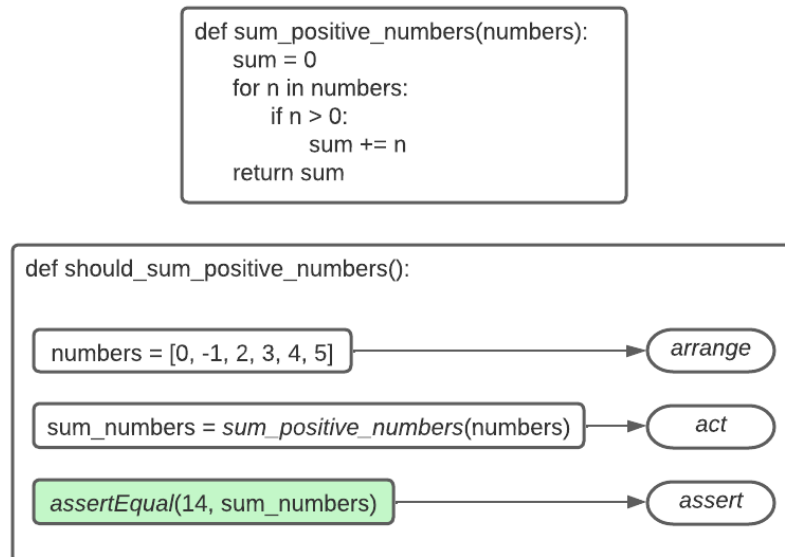 def sum_positive_numbers(numbers):
sum = 0
for n in numbers:
if n > 0:
sum += n
return sum
def should_sum_positive_numbers():
numbers = [0, -1, 2, 3, 4, 5]
arrange
sum_numbers = sum_positive_numbers(numbers)
act
assertEqual(14, sum_numbers)
assert